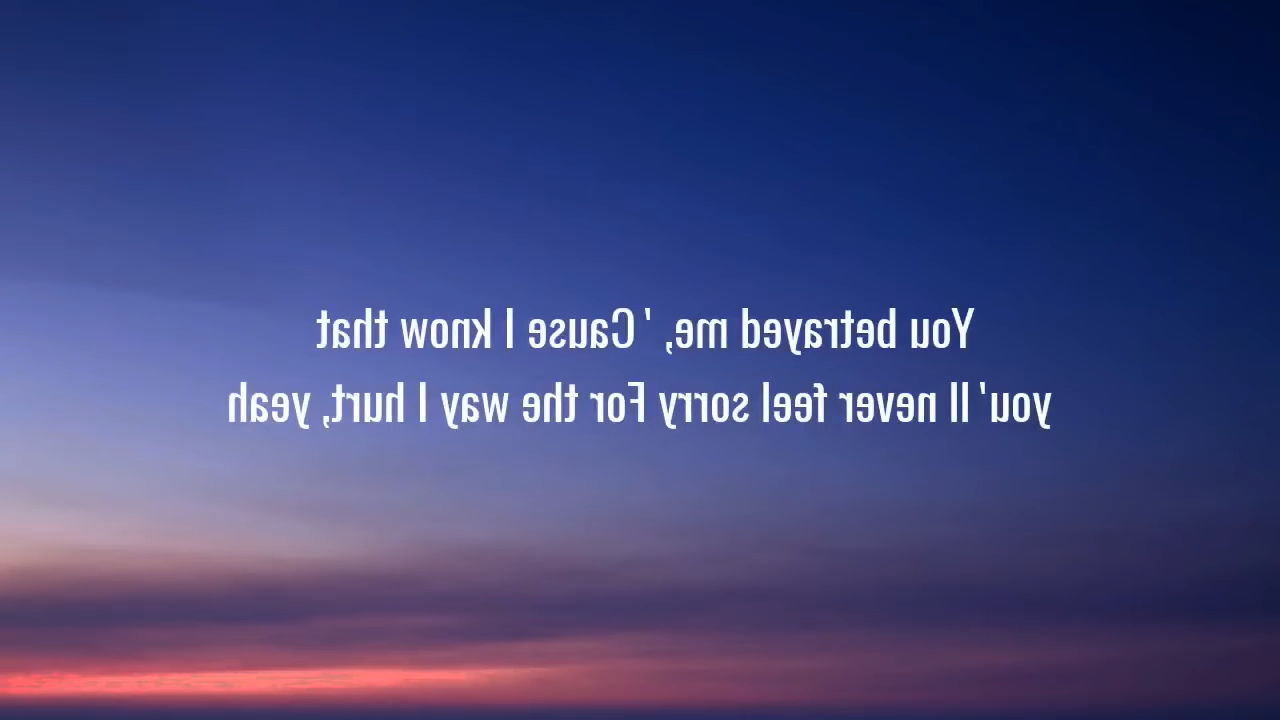 You betrayed me, 'Cause I know that
you'll never feel sorry For the way I hurt, yeah